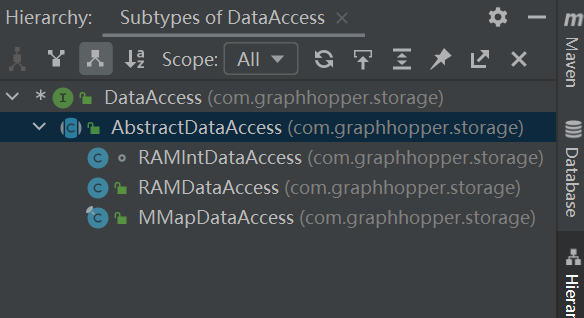 Hierarchy: Subtypes of DataAccess
Scope: All
* DataAccess (com.graphhopper.storage)
AbstractDataAccess (com.graphhopper.storage)
RAMIntDataAccess (com.graphhopper.storage)
RAMDataAccess (com.graphhopper.storage)
MMapDataAccess (com.graphhopper.storage)
m
Maven
Database
Hierar